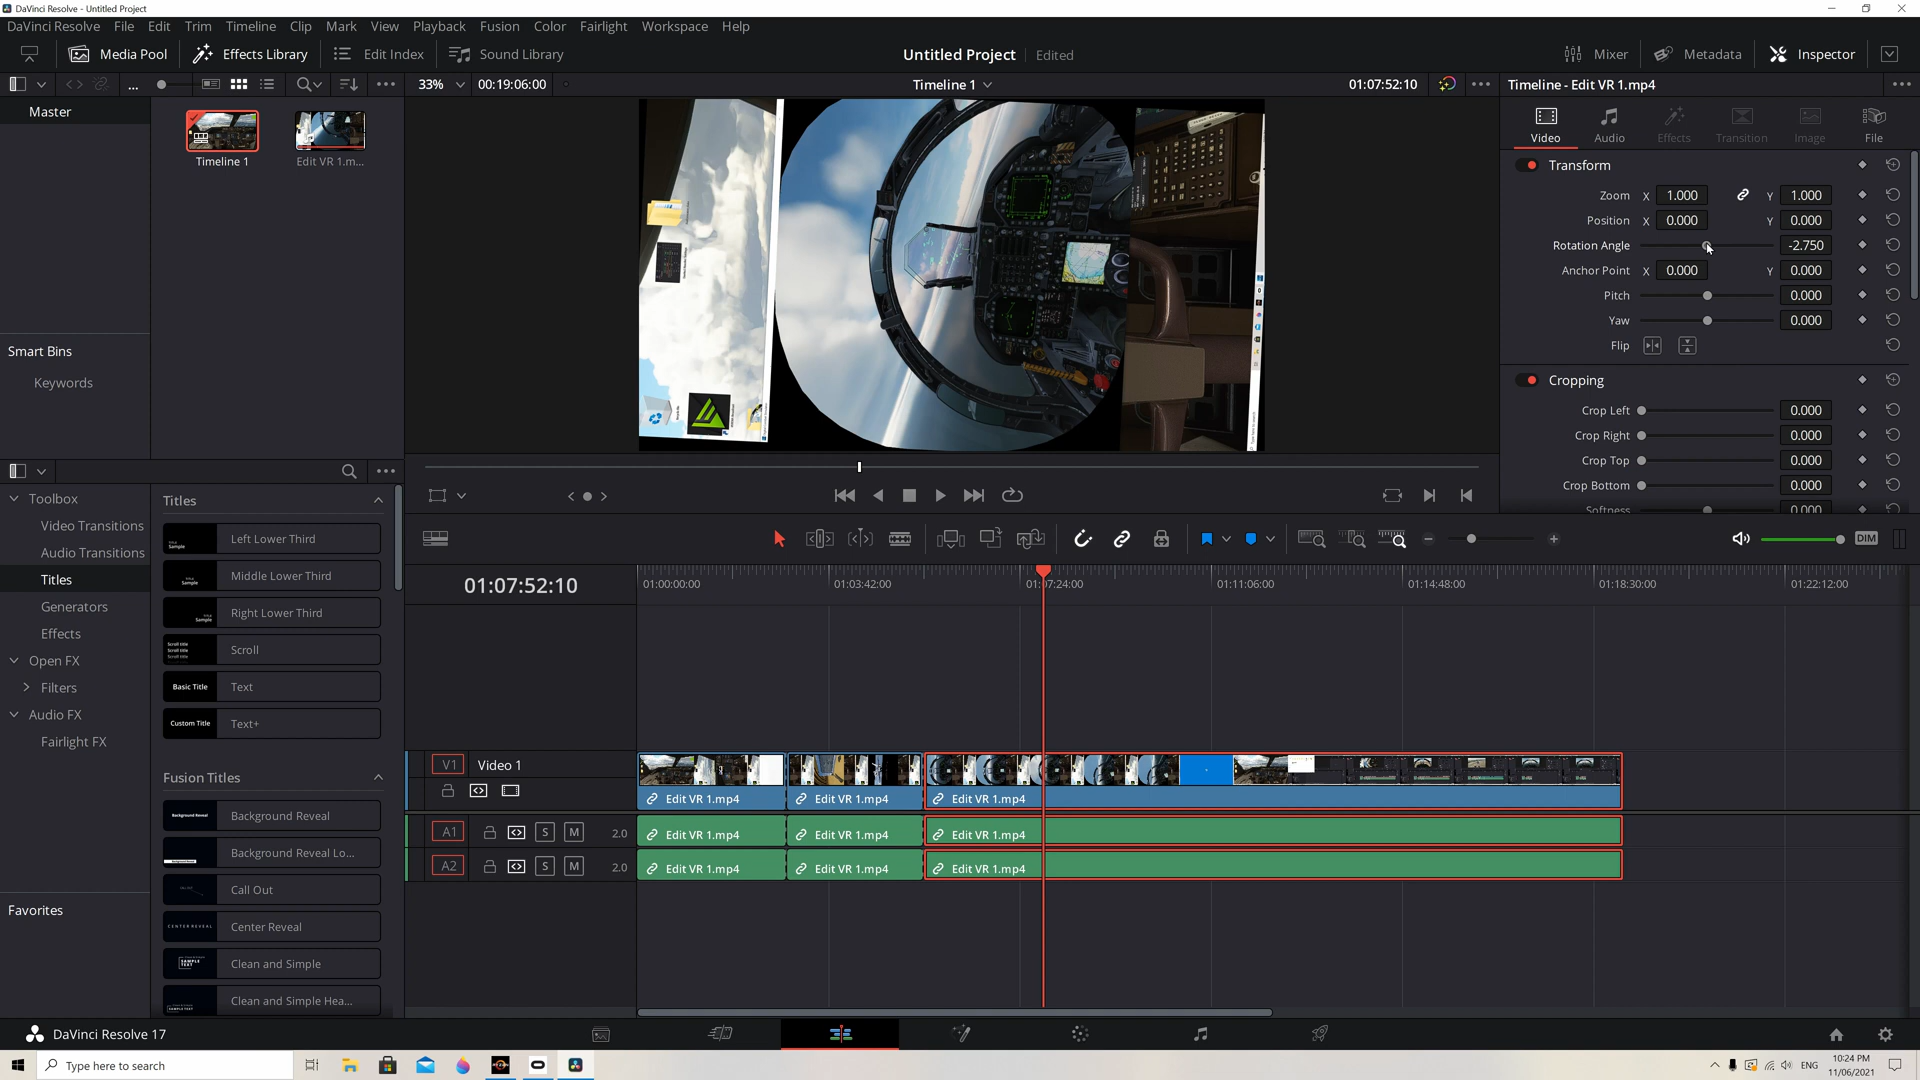 DaVinci Resolve - Untitled Project
DaVinci Resolve File Edit Trim Timeline Clip Mark View Playback Fusion Color Fairlight Workspace Help
Media Pool Effects Library Edit Index Sound Library Untitled Project Edited Mixer Metadata Inspector
33% 00:19:06:00 Timeline 1 01:07:52:10 Timeline - Edit VR 1.mp4
Master
Timeline 1 Edit VR 1.m...
Video Audio Effects Transition Image File
Transform
Zoom X 1.000 Y 1.000
Position X 0.000 Y 0.000
Rotation Angle -2.750
Anchor Point X 0.000 Y 0.000
Pitch 0.000
Yaw 0.000
Flip
Cropping
Crop Left 0.000
Crop Right 0.000
Crop Top 0.000
Crop Bottom 0.000
Softness 0.000
Smart Bins
Keywords
Toolbox
Video Transitions
Audio Transitions
Titles
Generators
Effects
Open FX
Filters
Audio FX
Fairlight FX
Favorites
Titles
Left Lower Third
Middle Lower Third
Right Lower Third
Scroll
Basic Title Text
Custom Title Text+
Fusion Titles
Background Reveal Background Reveal
Background Reveal Lo...
Call Out
CENTER REVEAL Center Reveal
SAMPLE TEXT Clean and Simple
SAMPLE TEXT Clean and Simple Hea...
DIM
01:07:52:10
01:00:00:00 01:03:42:00 01:07:24:00 01:11:06:00 01:14:48:00 01:18:30:00 01:22:12:00
V1 Video 1
Edit VR 1.mp4 Edit VR 1.mp4 Edit VR 1.mp4
A1 S M 2.0 Edit VR 1.mp4 Edit VR 1.mp4 Edit VR 1.mp4
A2 S M 2.0 Edit VR 1.mp4 Edit VR 1.mp4 Edit VR 1.mp4
DaVinci Resolve 17
Type here to search
ENG
10:24 PM
11/06/2021